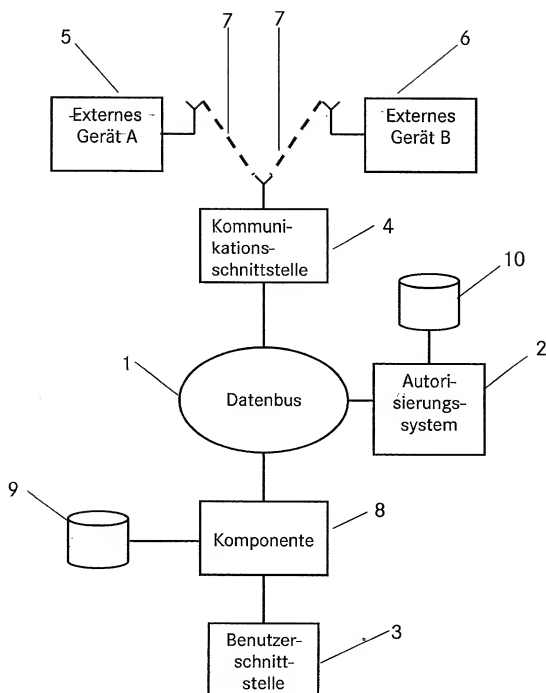 5
7
7
6
Externes
Gerät A
Externes
Gerät B
Kommuni-
kations-
schnittstelle
4
10
1
2
Datenbus
Autori-
sierungs-
system
9
8
Komponente
Benutzer-
schnitt-
stelle
3